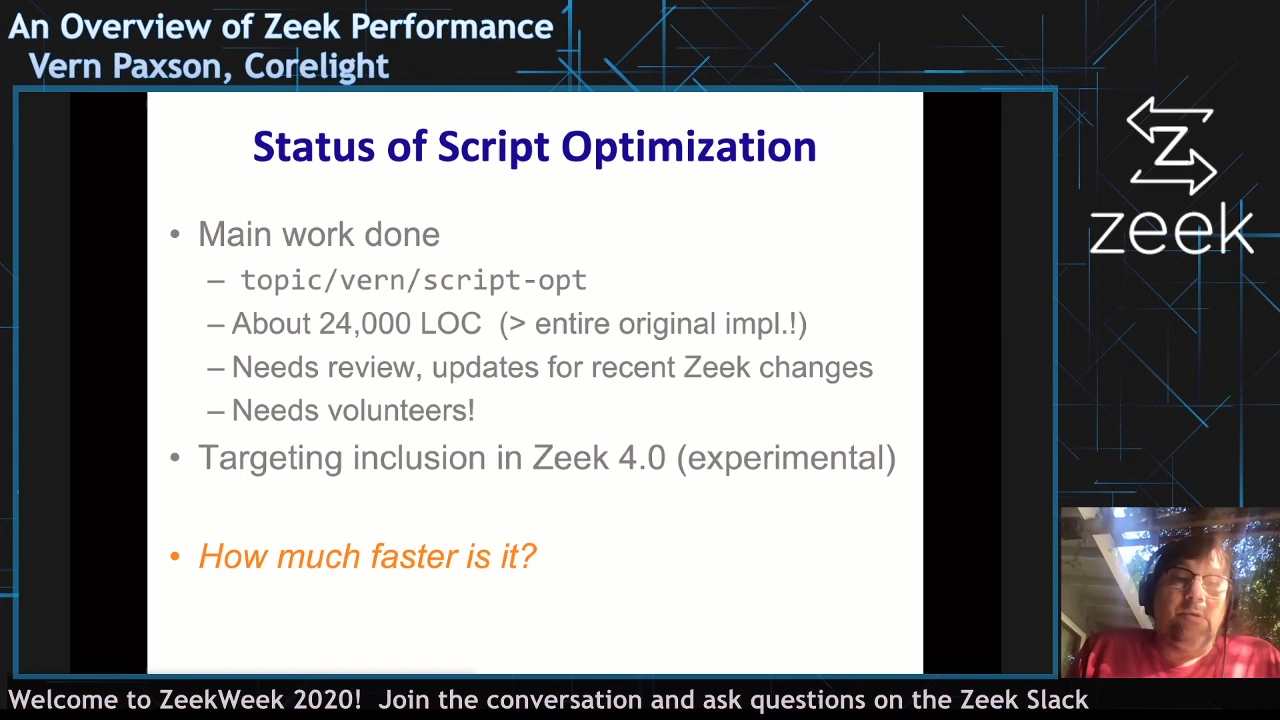 An Overview of Zeek Performance
Vern Paxson, Corelight
Status of Script Optimization
• Main work done
– topic/vern/script-opt
– About 24,000 LOC (> entire original impl.!)
– Needs review, updates for recent Zeek changes
– Needs volunteers!
• Targeting inclusion in Zeek 4.0 (experimental)
• How much faster is it?
Z
zeek
Welcome to ZeekWeek 2020! Join the conversation and ask questions on the Zeek Slack